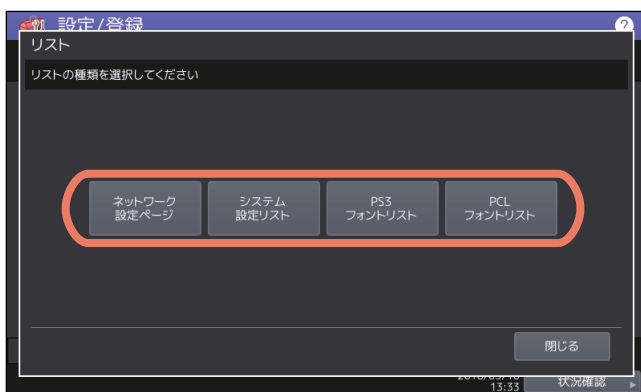 設定/登録
?
リスト
リストの種類を選択してください
ネットワーク
設定ページ
システム
設定リスト
PS3
フォントリスト
PCL
フォントリスト
閉じる
13:33
状況確認